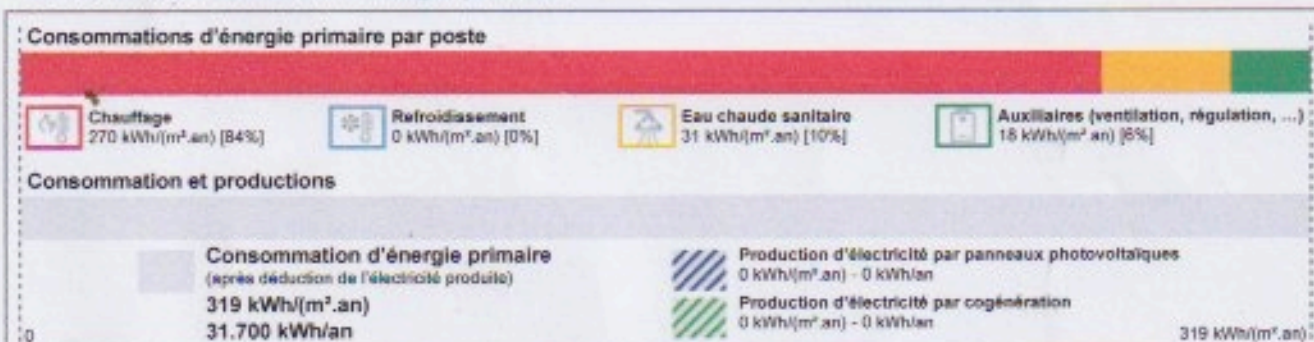 Consommations d'énergie primaire par poste
Chauffage
270 kWh/(m².an) [84%]
Refroidissement
0 kWh/(m².an) [0%]
Eau chaude sanitaire
31 kWh/(m².an) [10%]
Auxiliaires (ventilation, régulation, ...)
18 kWh/(m².an) [6%]
Consommation et productions
Consommation d'énergie primaire
(après déduction de l'électricité produite)
319 kWh/(m².an)
31.700 kWh/an
Production d'électricité par panneaux photovoltaïques
0 kWh/(m².an) - 0 kWh/an
Production d'électricité par cogénération
0 kWh/(m².an) - 0 kWh/an
0
319 kWh/(m².an)